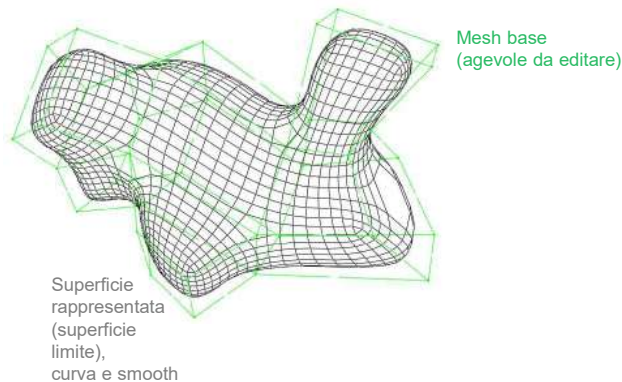 Mesh base
(agevole da editare)
Superficie
rappresentata
(superficie
limite),
curva e smooth